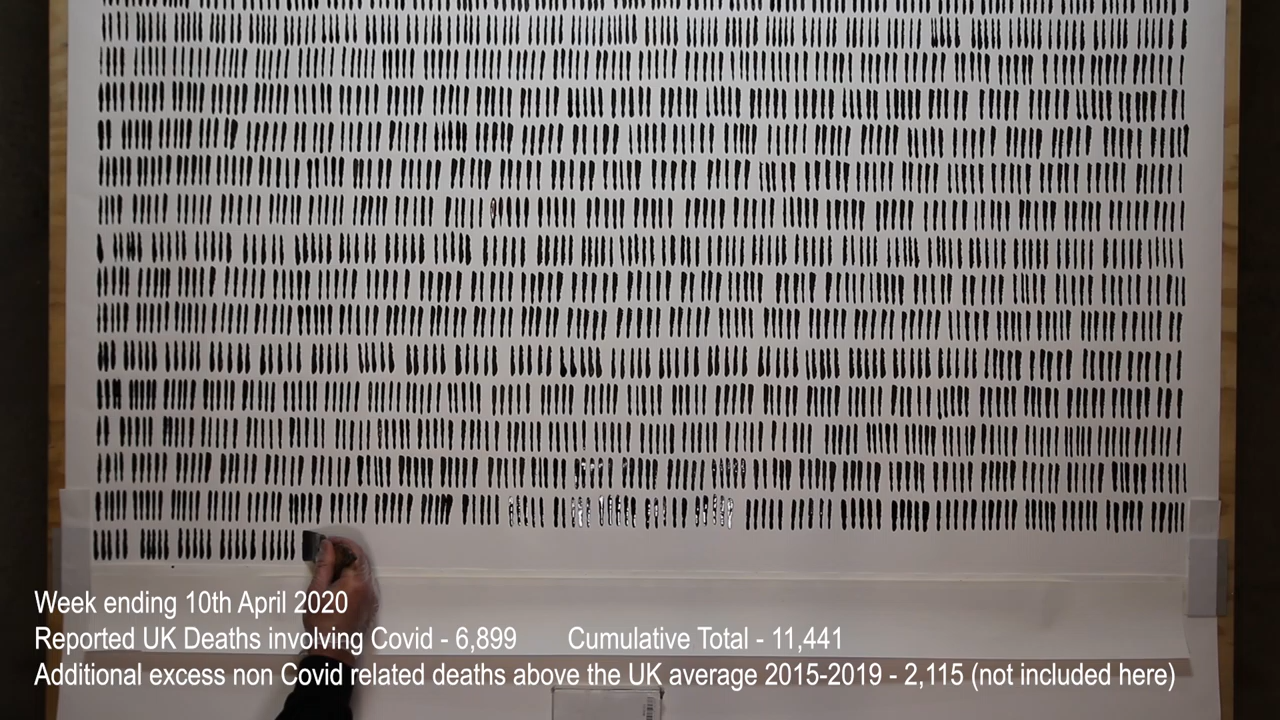 Week ending 10th April 2020
Reported UK Deaths involving Covid - 6,899 Cumulative Total - 11,441
Additional excess non Covid related deaths above the UK average 2015-2019 - 2,115 (not included here)